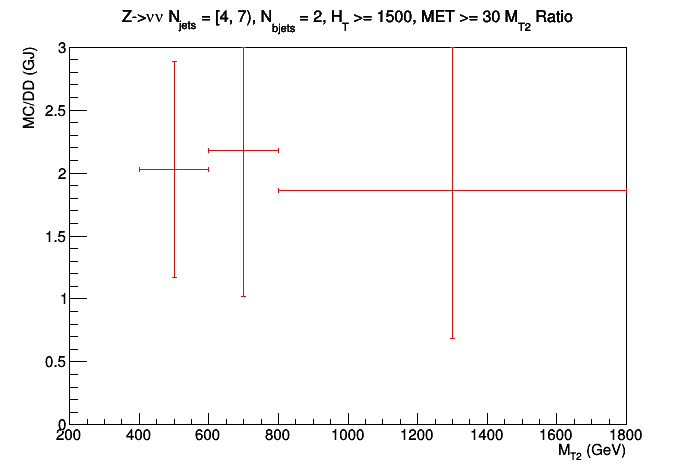 Z->νν N_jets = [4, 7), N_bjets = 2, H_T >= 1500, MET >= 30 M_T2 Ratio
MC/DD (GJ)
3
2.5
2
1.5
1
0.5
0
200 400 600 800 1000 1200 1400 1600 1800
M_T2 (GeV)